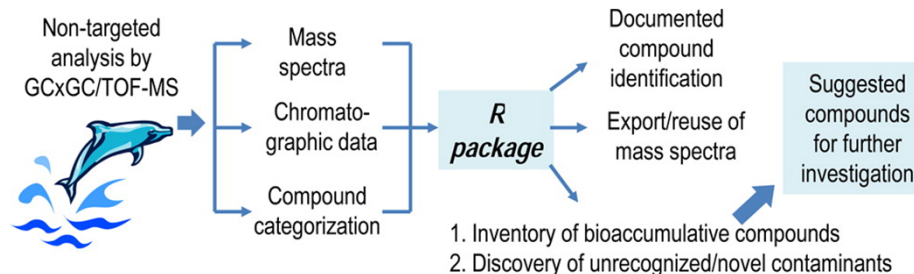 Non-targeted
analysis by
GCxGC/TOF-MS
Mass
spectra
Chromato-
graphic data
Compound
categorization
R
package
Documented
compound
identification
Export/reuse of
mass spectra
1. Inventory of bioaccumulative compounds
2. Discovery of unrecognized/novel contaminants
Suggested
compounds
for further
investigation